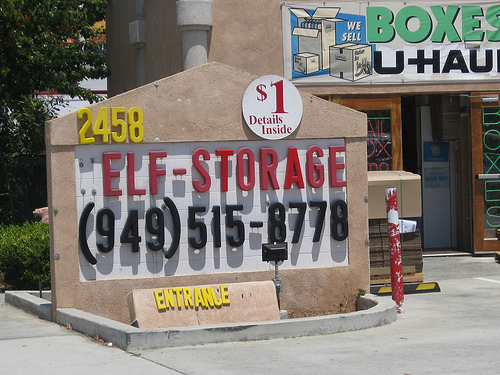 WE
SELL
BOXES
U-HAUL
$1
Details
Inside
2458
ELF-STORAGE
(949) 515-8778
ENTRANCE